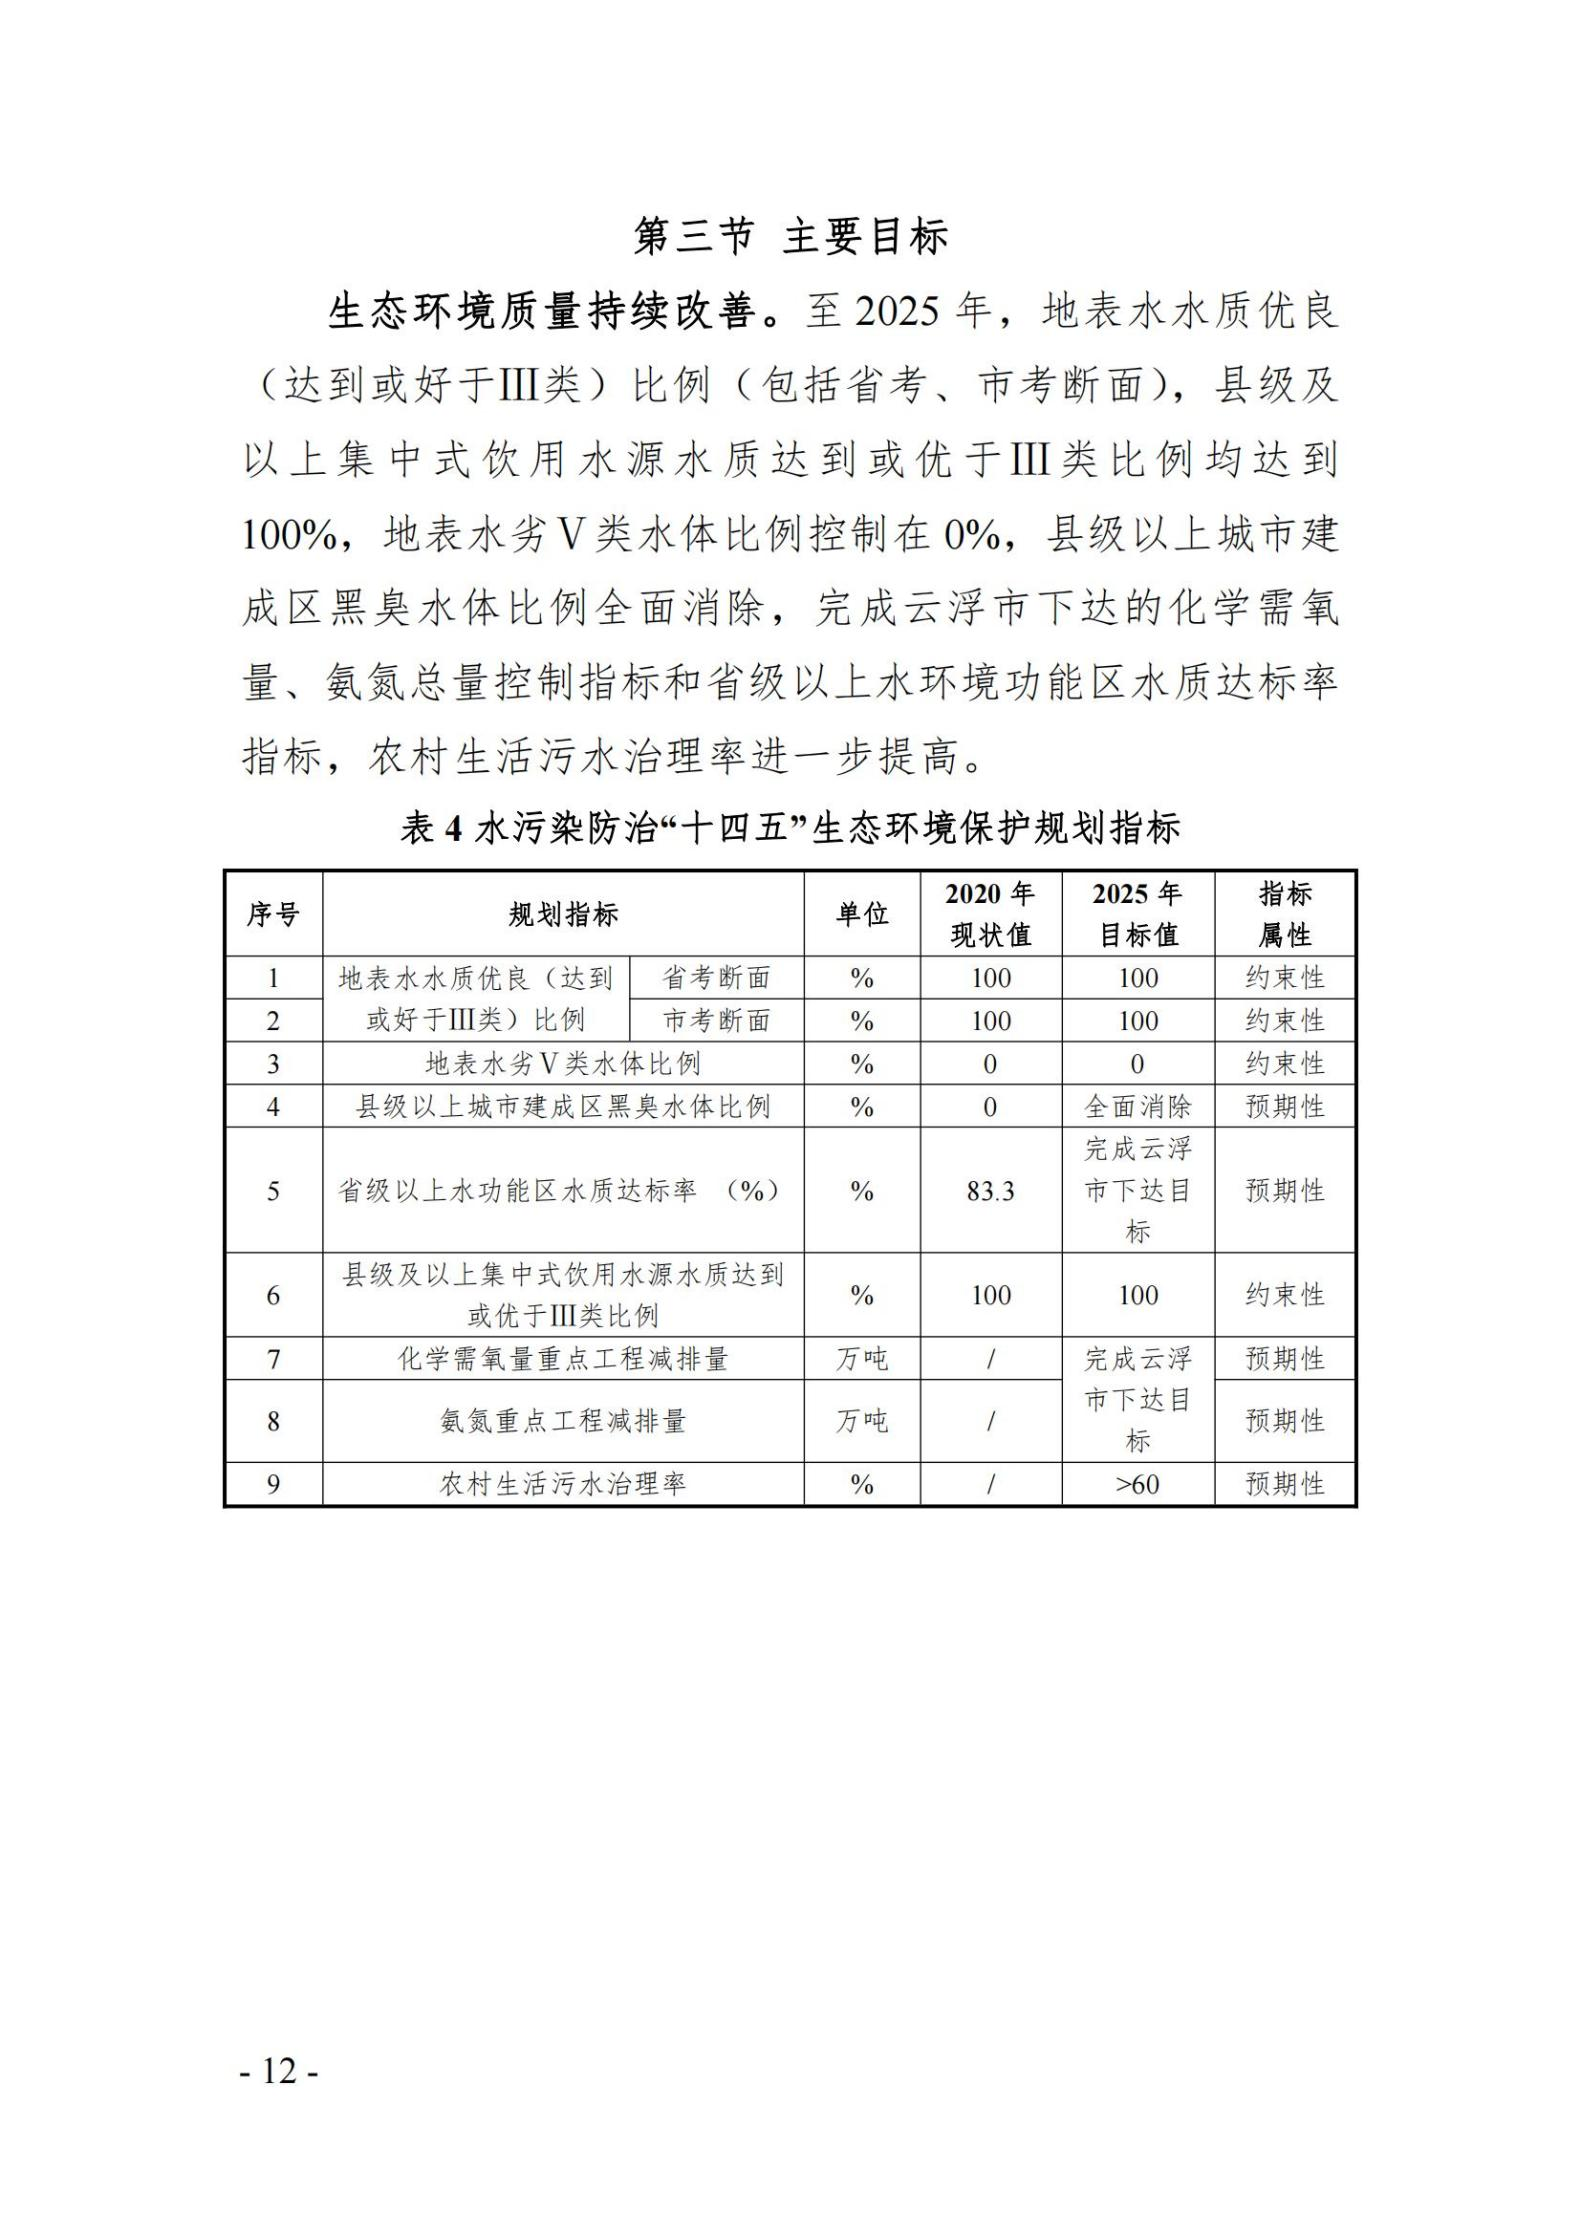 第三节 主要目标
生态环境质量持续改善。至 2025 年，地表水水质优良
（达到或好于Ⅲ类）比例（包括省考、市考断面），县级及
以上集中式饮用水源水质达到或优于Ⅲ类比例均达到
100%，地表水劣Ⅴ类水体比例控制在 0%，县级以上城市建
成区黑臭水体比例全面消除，完成云浮市下达的化学需氧
量、氨氮总量控制指标和省级以上水环境功能区水质达标率
指标，农村生活污水治理率进一步提高。
表 4 水污染防治“十四五”生态环境保护规划指标
序号 规划指标 单位 2020 年 现状值 2025 年 目标值 指标 属性
1 地表水水质优良（达到或好于Ⅲ类）比例 省考断面 % 100 100 约束性
2 市考断面 % 100 100 约束性
3 地表水劣Ⅴ类水体比例 % 0 0 约束性
4 县级以上城市建成区黑臭水体比例 % 0 全面消除 预期性
5 省级以上水功能区水质达标率 （%） % 83.3 完成云浮市下达目标 预期性
6 县级及以上集中式饮用水源水质达到或优于Ⅲ类比例 % 100 100 约束性
7 化学需氧量重点工程减排量 万吨 / 完成云浮市下达目标 预期性
8 氨氮重点工程减排量 万吨 / 预期性
9 农村生活污水治理率 % / >60 预期性
- 12 -